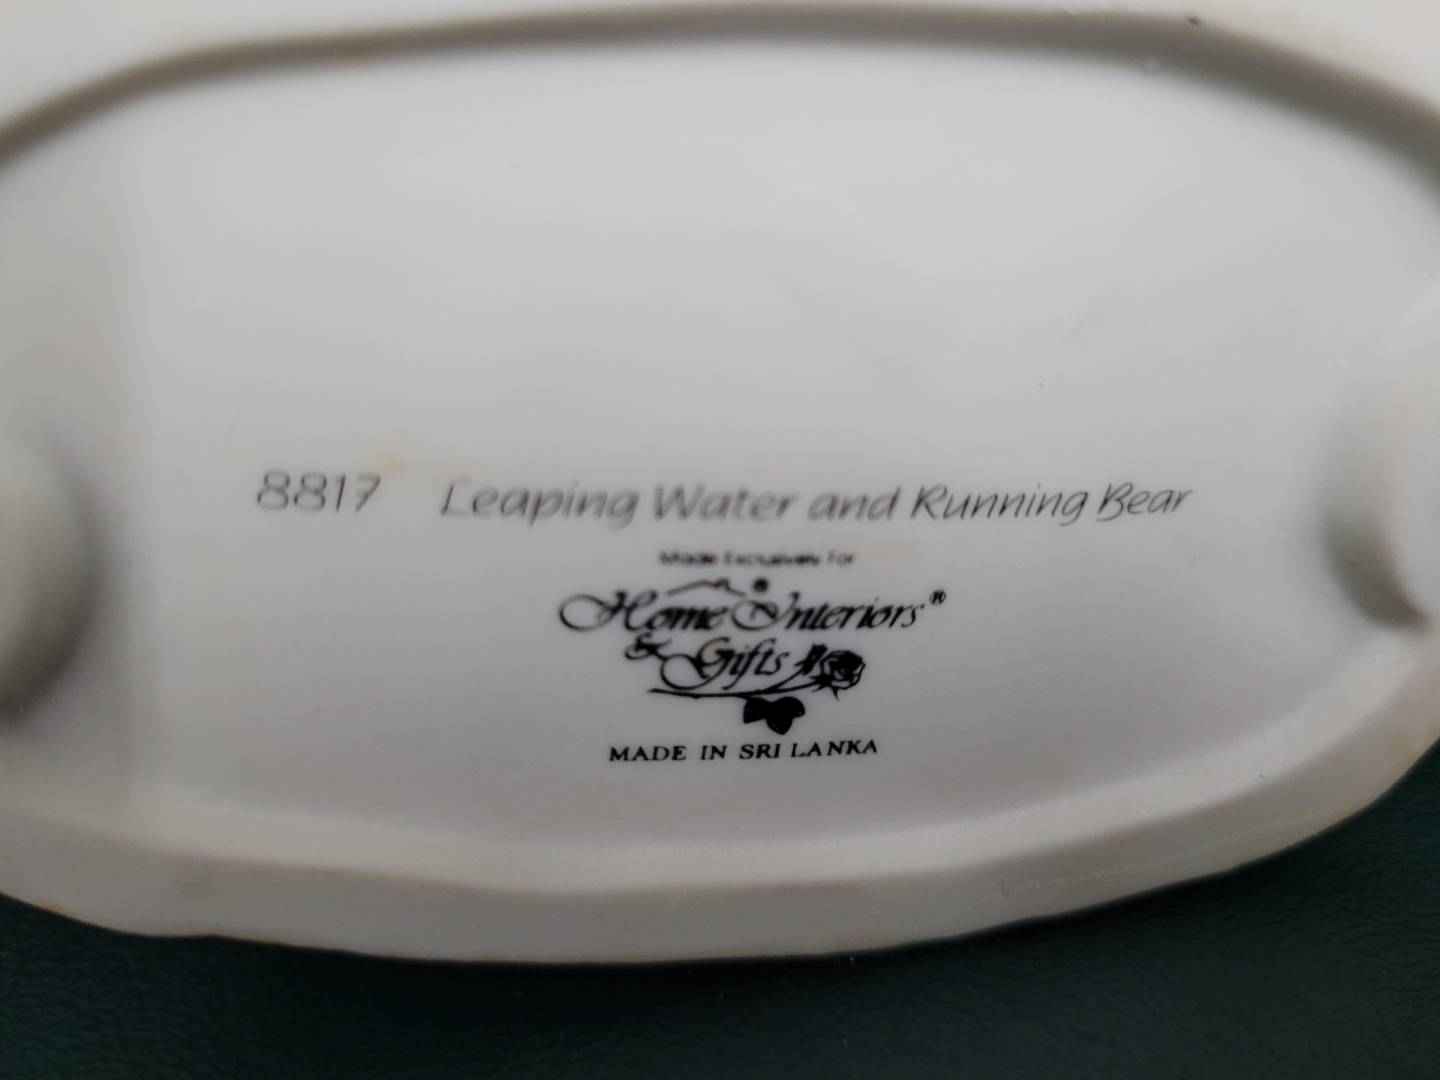 8817 Leaping Water and Running Bear
Made Exclusively For
Home Interiors®
& Gifts
MADE IN SRI LANKA